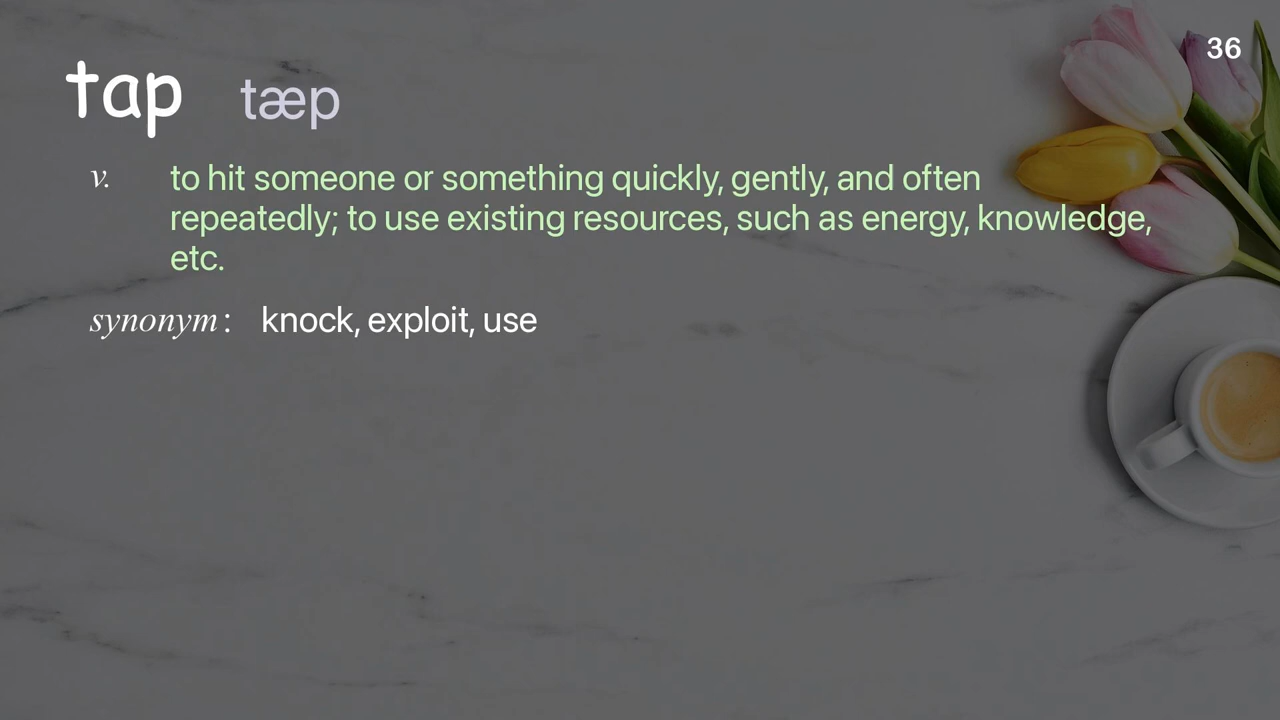 36
tap tæp
v. to hit someone or something quickly, gently, and often
repeatedly; to use existing resources, such as energy, knowledge,
etc.
synonym : knock, exploit, use